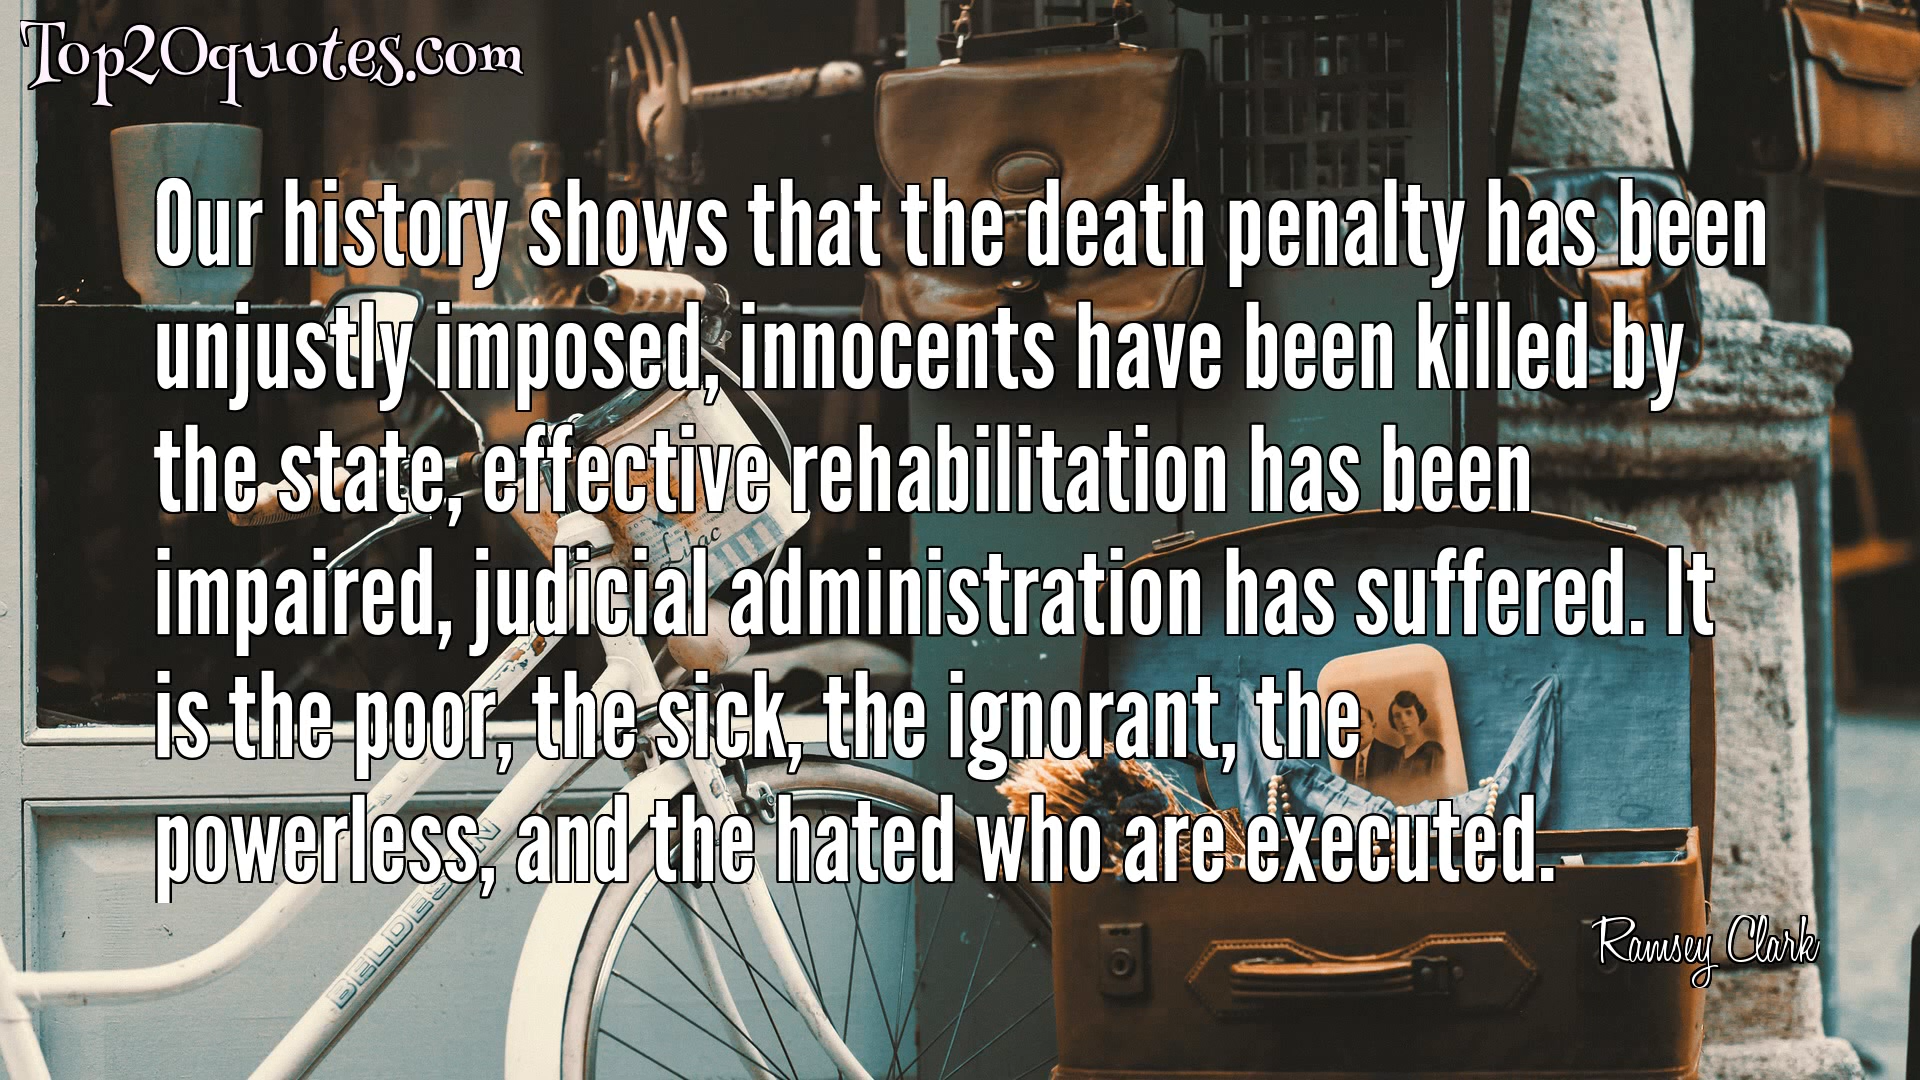 Top20quotes.com
Our history shows that the death penalty has been
unjustly imposed, innocents have been killed by
the state, effective rehabilitation has been
impaired, judicial administration has suffered. It
is the poor, the sick, the ignorant, the
powerless, and the hated who are executed.
Lilac
BELDES
Ramsey Clark